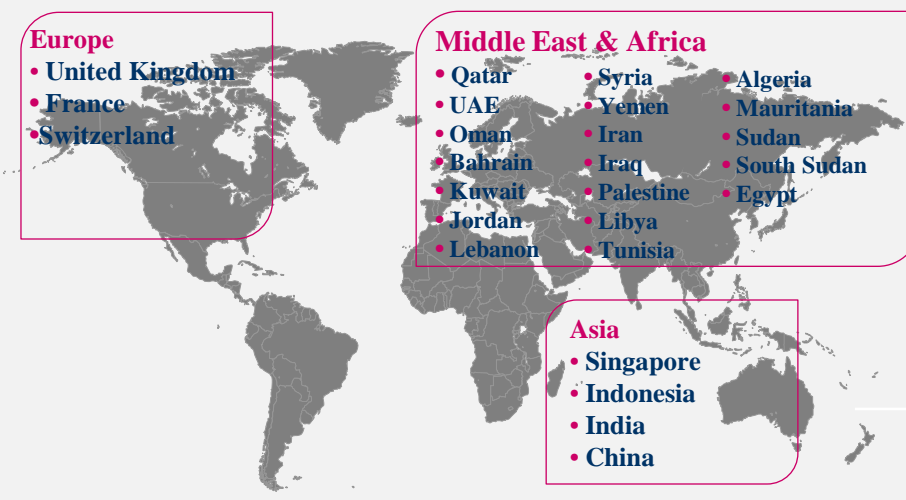 Europe
• United Kingdom
• France
•Switzerland
Middle East & Africa
• Qatar
• UAE
• Oman
• Bahrain
• Kuwait
• Jordan
• Lebanon
• Syria
• Yemen
• Iran
• Iraq
• Palestine
• Libya
• Tunisia
• Algeria
• Mauritania
• Sudan
• South Sudan
• Egypt
Asia
• Singapore
• Indonesia
• India
• China